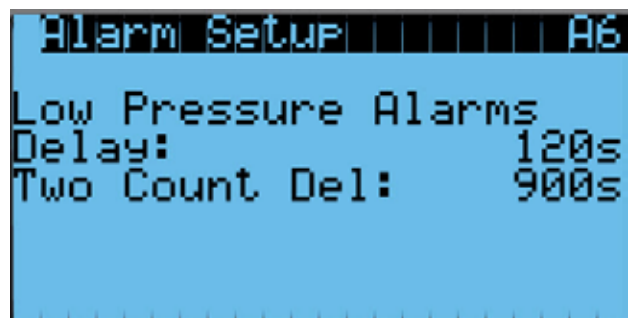 Alarm Setup A6
Low Pressure Alarms
Delay: 120s
Two Count Del: 900s